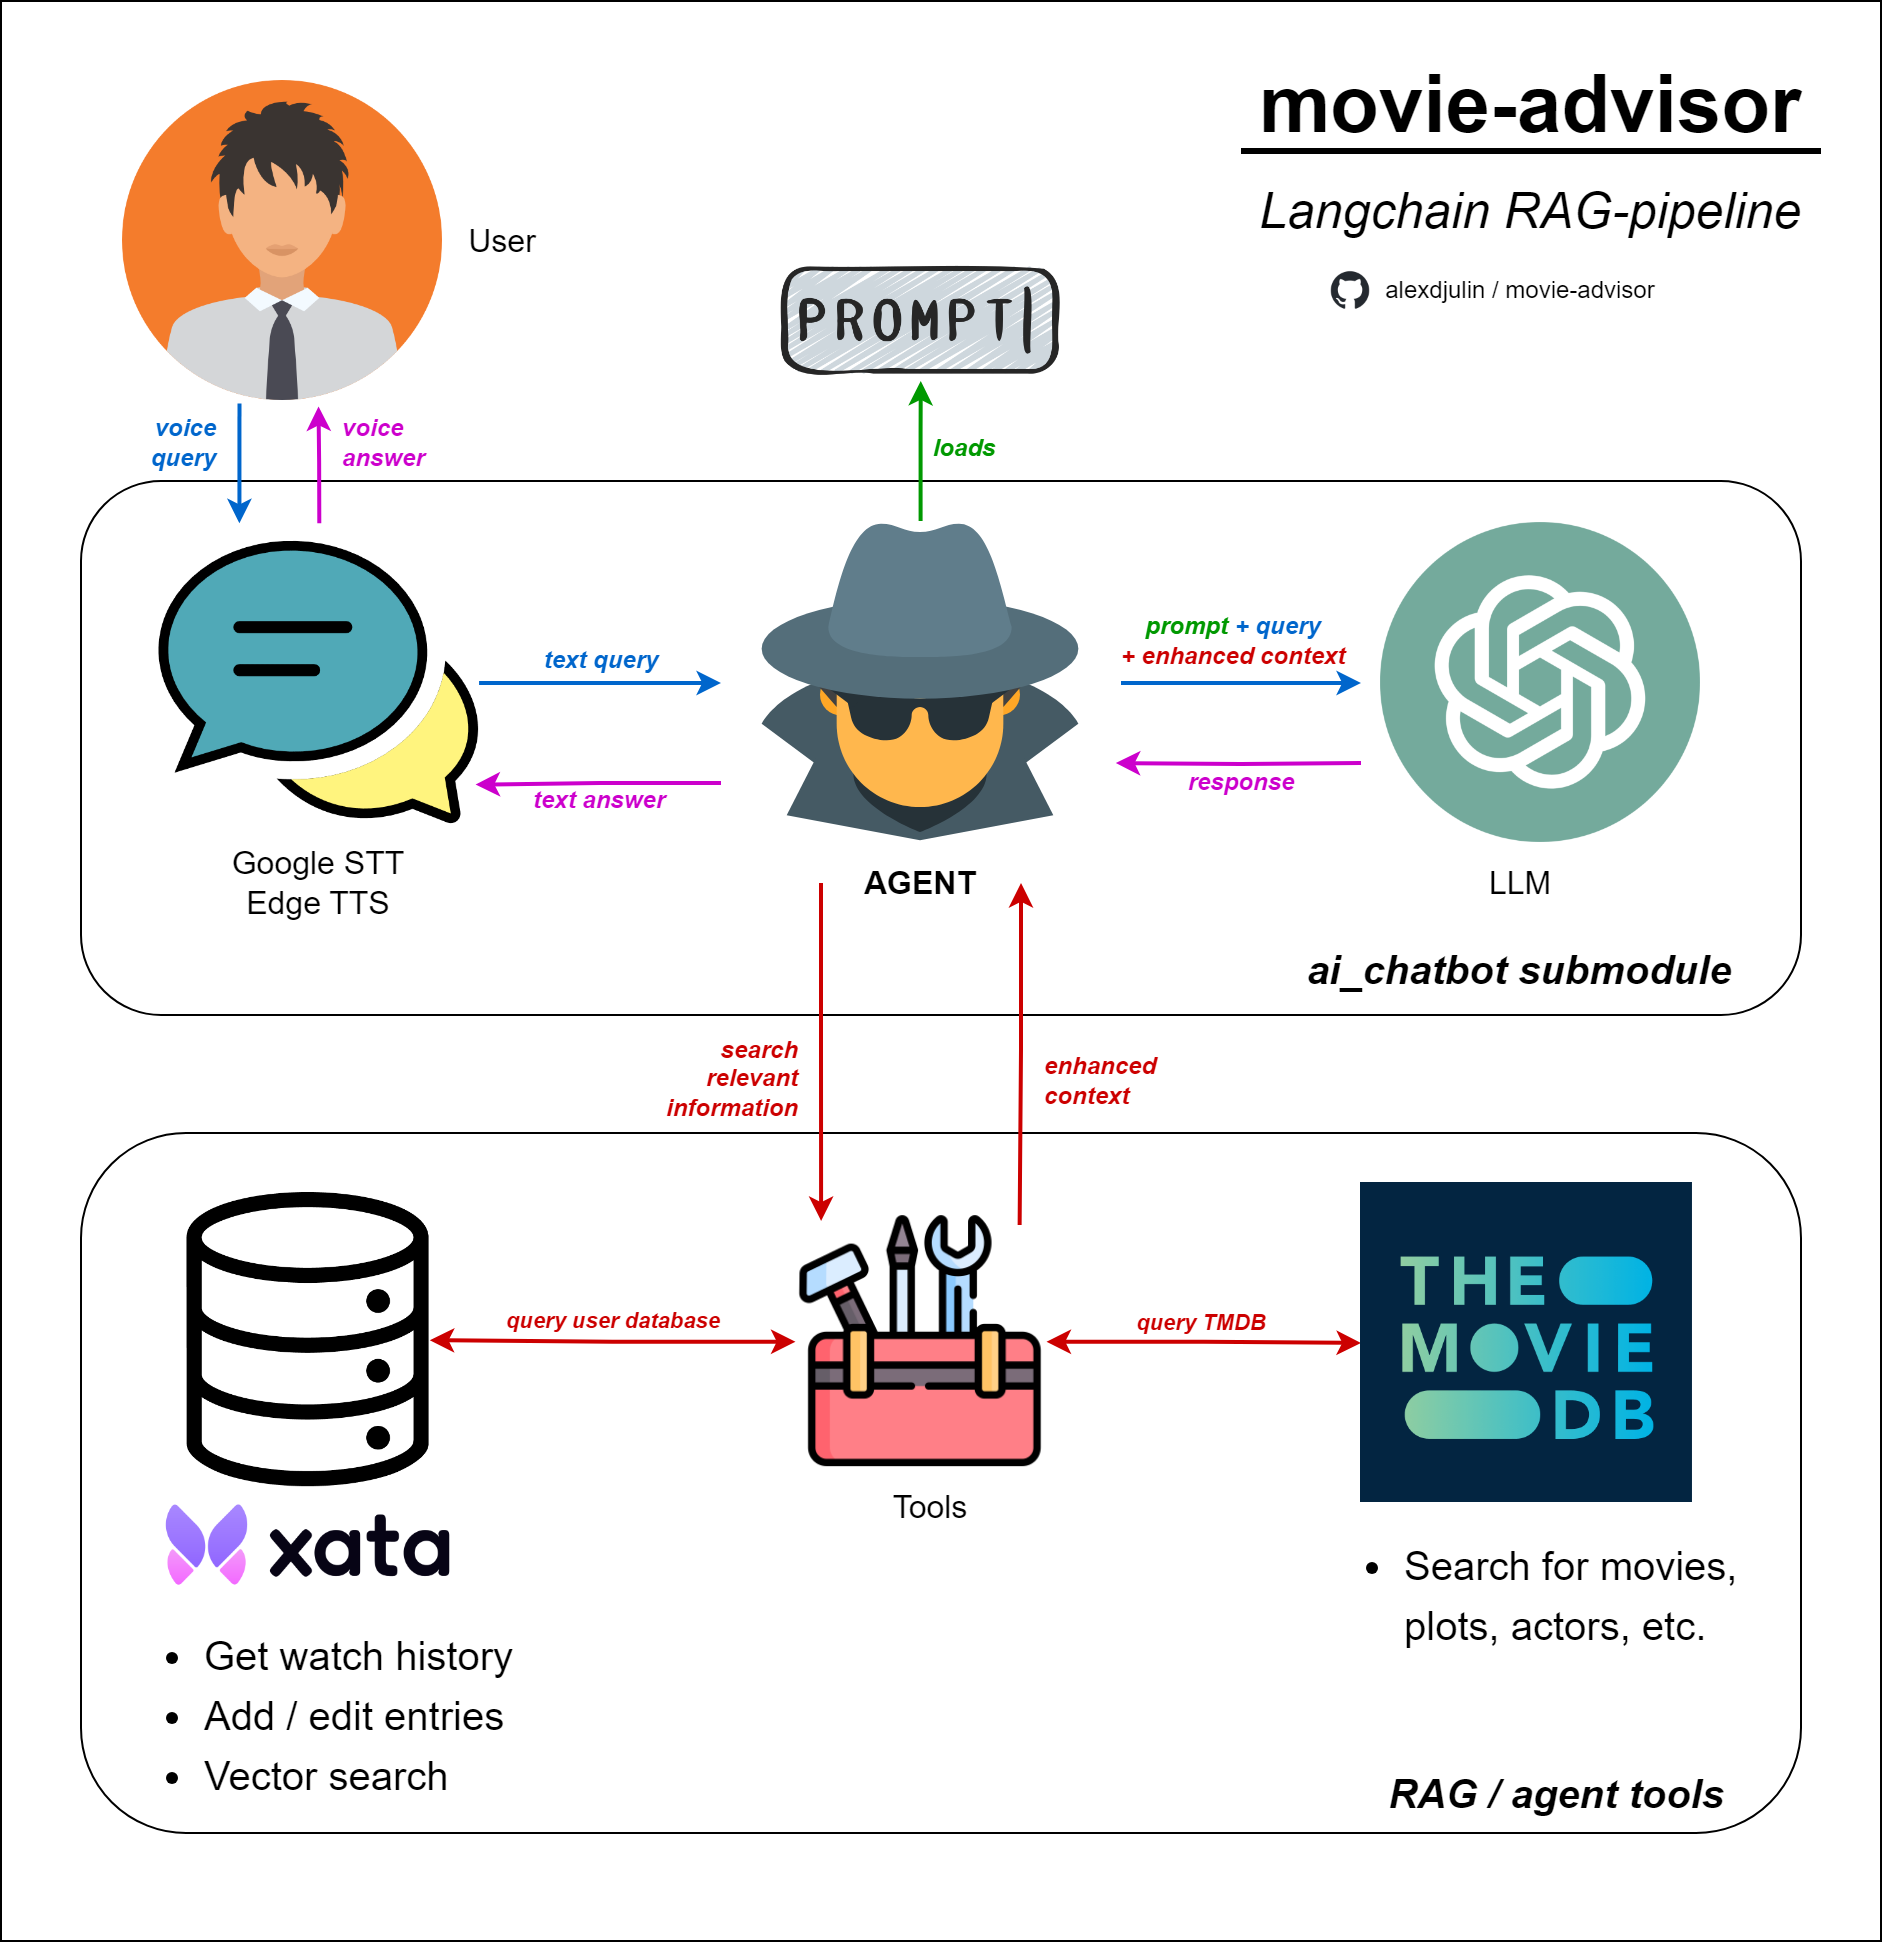 movie-advisor
Langchain RAG-pipeline
alexdjulin / movie-advisor
User
PROMPT
voice
query
voice
answer
loads
text query
prompt + query
+ enhanced context
response
text answer
Google STT
Edge TTS
AGENT
LLM
ai_chatbot submodule
search
relevant
information
enhanced
context
query user database
query TMDB
THE
MOVIE
DB
Tools
xata
• Search for movies,
plots, actors, etc.
• Get watch history
• Add / edit entries
• Vector search
RAG / agent tools